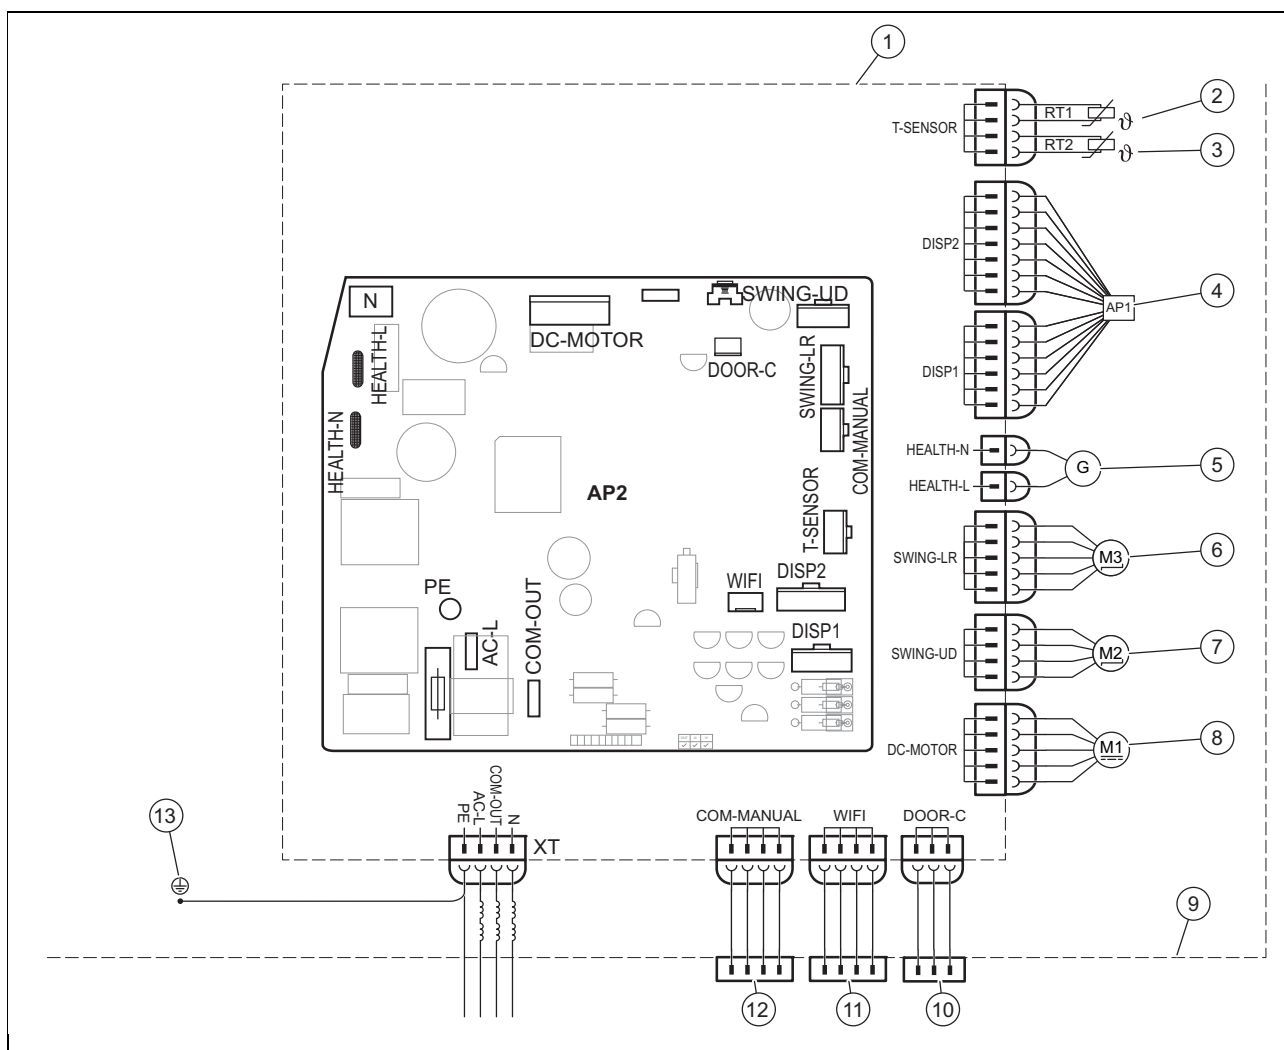 1
2
T-SENSOR
RT1
ϑ
RT2
ϑ
3
DISP2
AP1
4
DISP1
N
SWING-UD
DC-MOTOR
DOOR-C
SWING-LR
COM-MANUAL
HEALTH-L
HEALTH-N
AP2
T-SENSOR
WIFI
DISP2
DISP1
PE
AC-L
COM-OUT
HEALTH-N
HEALTH-L
G
5
SWING-LR
M3
6
SWING-UD
M2
7
DC-MOTOR
M1
8
PE
AC-L
COM-OUT
N
XT
COM-MANUAL
WIFI
DOOR-C
13
9
12
11
10